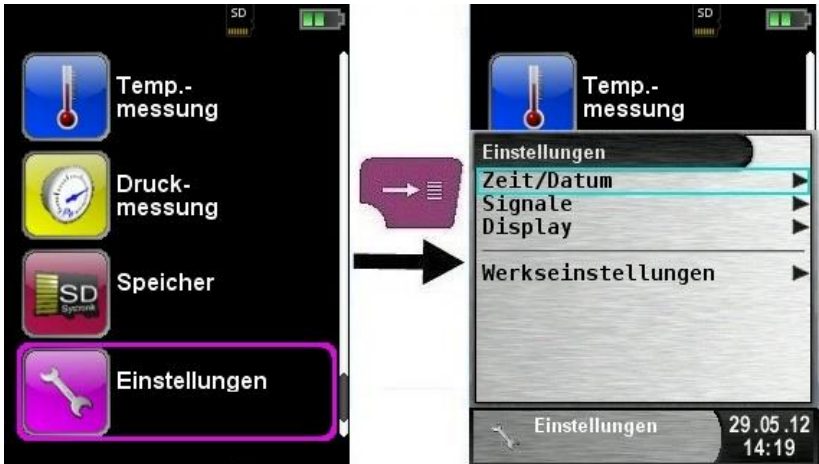 SD
Temp.-
messung
Druck-
messung
SD
Sycronik
Speicher
Einstellungen
SD
Temp.-
messung
Einstellungen
Zeit/Datum
Signale
Display
Werkseinstellungen
Einstellungen
29.05.12
14:19